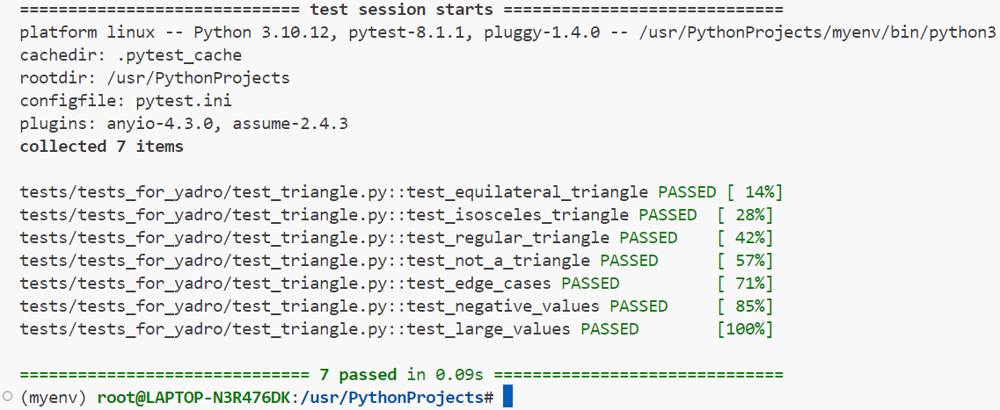 ============================= test session starts =============================
platform linux -- Python 3.10.12, pytest-8.1.1, pluggy-1.4.0 -- /usr/PythonProjects/myenv/bin/python3
cachedir: .pytest_cache
rootdir: /usr/PythonProjects
configfile: pytest.ini
plugins: anyio-4.3.0, assume-2.4.3
collected 7 items
tests/tests_for_yadro/test_triangle.py::test_equilateral_triangle PASSED [ 14%]
tests/tests_for_yadro/test_triangle.py::test_isosceles_triangle PASSED  [ 28%]
tests/tests_for_yadro/test_triangle.py::test_regular_triangle PASSED    [ 42%]
tests/tests_for_yadro/test_triangle.py::test_not_a_triangle PASSED      [ 57%]
tests/tests_for_yadro/test_triangle.py::test_edge_cases PASSED          [ 71%]
tests/tests_for_yadro/test_triangle.py::test_negative_values PASSED     [ 85%]
tests/tests_for_yadro/test_triangle.py::test_large_values PASSED        [100%]
============================== 7 passed in 0.09s ==============================
(myenv) root@LAPTOP-N3R476DK:/usr/PythonProjects#